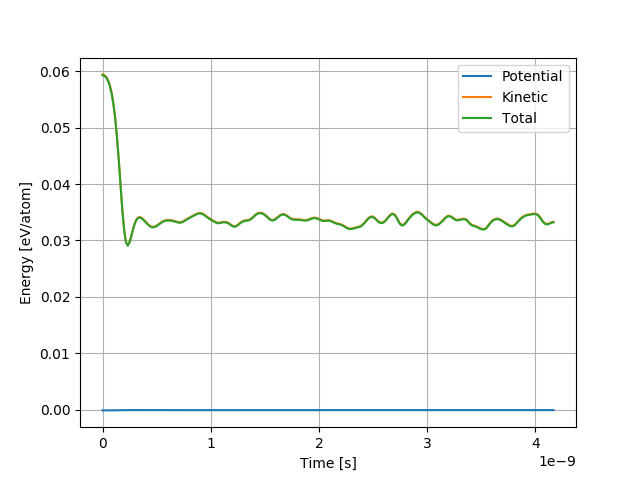 Potential
Kinetic
Total
Energy [eV/atom]
0.06
0.05
0.04
0.03
0.02
0.01
0.00
0 1 2 3 4
1e−9
Time [s]